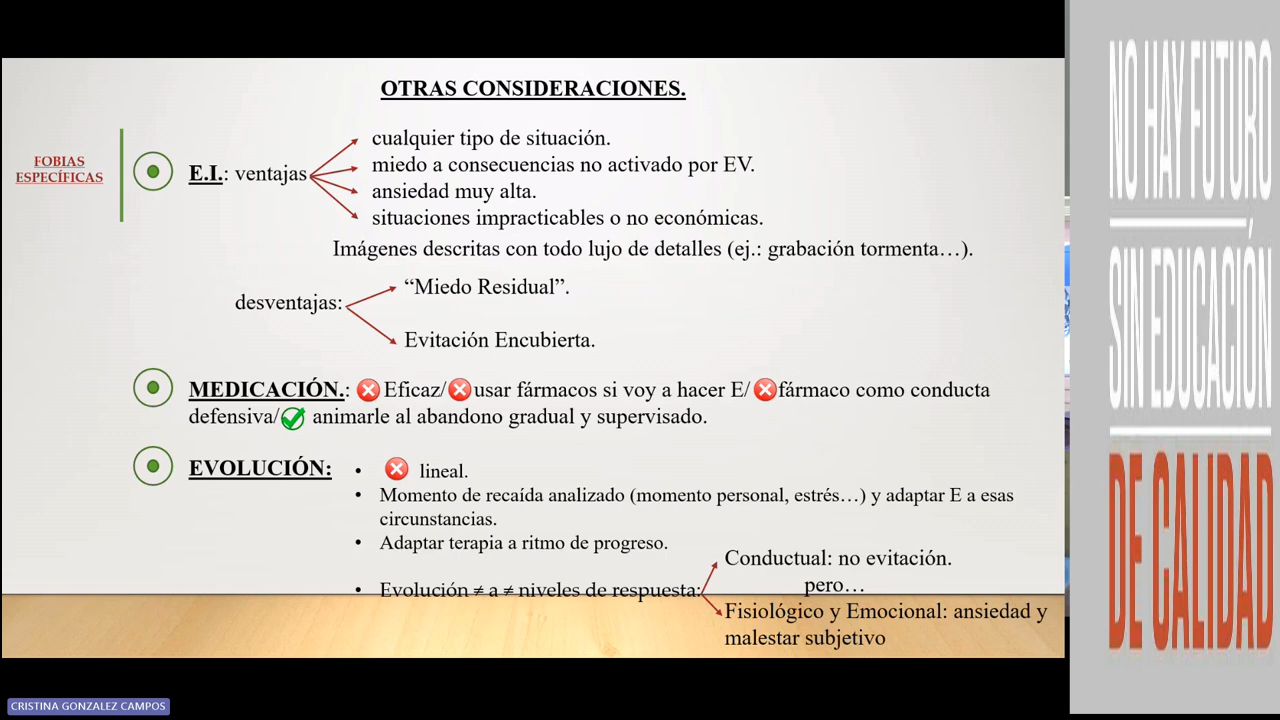 OTRAS CONSIDERACIONES.
FOBIAS
ESPECÍFICAS
E.I.: ventajas
cualquier tipo de situación.
miedo a consecuencias no activado por EV.
ansiedad muy alta.
situaciones impracticables o no económicas.
Imágenes descritas con todo lujo de detalles (ej.: grabación tormenta…).
desventajas:
“Miedo Residual”.
Evitación Encubierta.
MEDICACIÓN.: ❌Eficaz/❌usar fármacos si voy a hacer E/❌fármaco como conducta
defensiva/✅ animarle al abandono gradual y supervisado.
EVOLUCIÓN:
• ❌ lineal.
• Momento de recaída analizado (momento personal, estrés…) y adaptar E a esas
circunstancias.
• Adaptar terapia a ritmo de progreso.
• Evolución ≠ a ≠ niveles de respuesta:
Conductual: no evitación.
pero…
Fisiológico y Emocional: ansiedad y
malestar subjetivo
NO HAY FUTURO
SIN EDUCACIÓN
DE CALIDAD
CRISTINA GONZALEZ CAMPOS